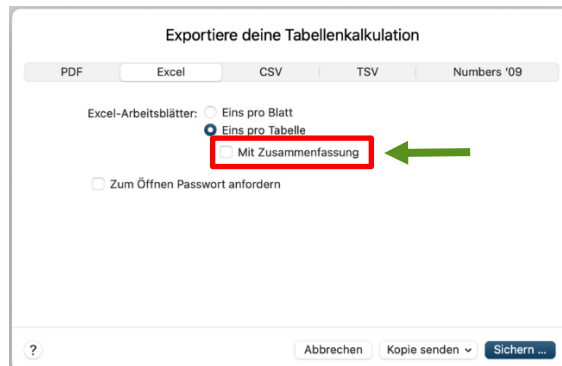 Exportiere deine Tabellenkalkulation
PDF Excel CSV TSV Numbers '09
Excel-Arbeitsblätter: Eins pro Blatt
Eins pro Tabelle
Mit Zusammenfassung
Zum Öffnen Passwort anfordern
? Abbrechen Kopie senden Sichern ...